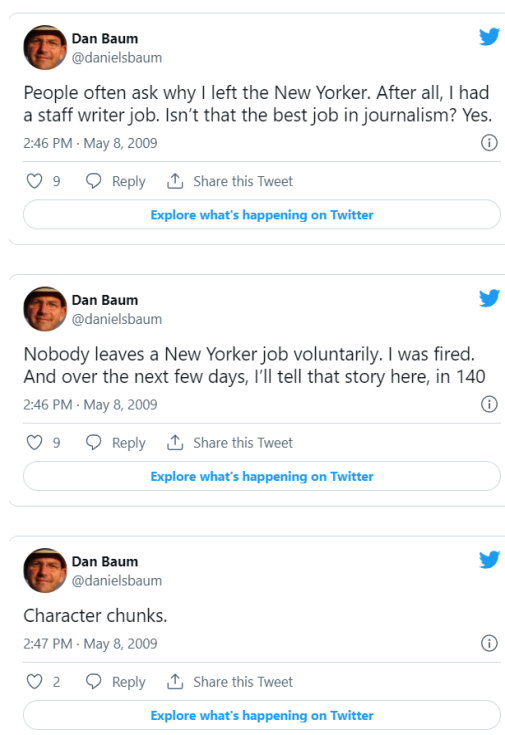 Dan Baum
@danielsbaum
People often ask why I left the New Yorker. After all, I had
a staff writer job. Isn't that the best job in journalism? Yes.
2:46 PM · May 8, 2009
9 Reply Share this Tweet
Explore what's happening on Twitter
Dan Baum
@danielsbaum
Nobody leaves a New Yorker job voluntarily. I was fired.
And over the next few days, I'll tell that story here, in 140
2:46 PM · May 8, 2009
9 Reply Share this Tweet
Explore what's happening on Twitter
Dan Baum
@danielsbaum
Character chunks.
2:47 PM · May 8, 2009
2 Reply Share this Tweet
Explore what's happening on Twitter